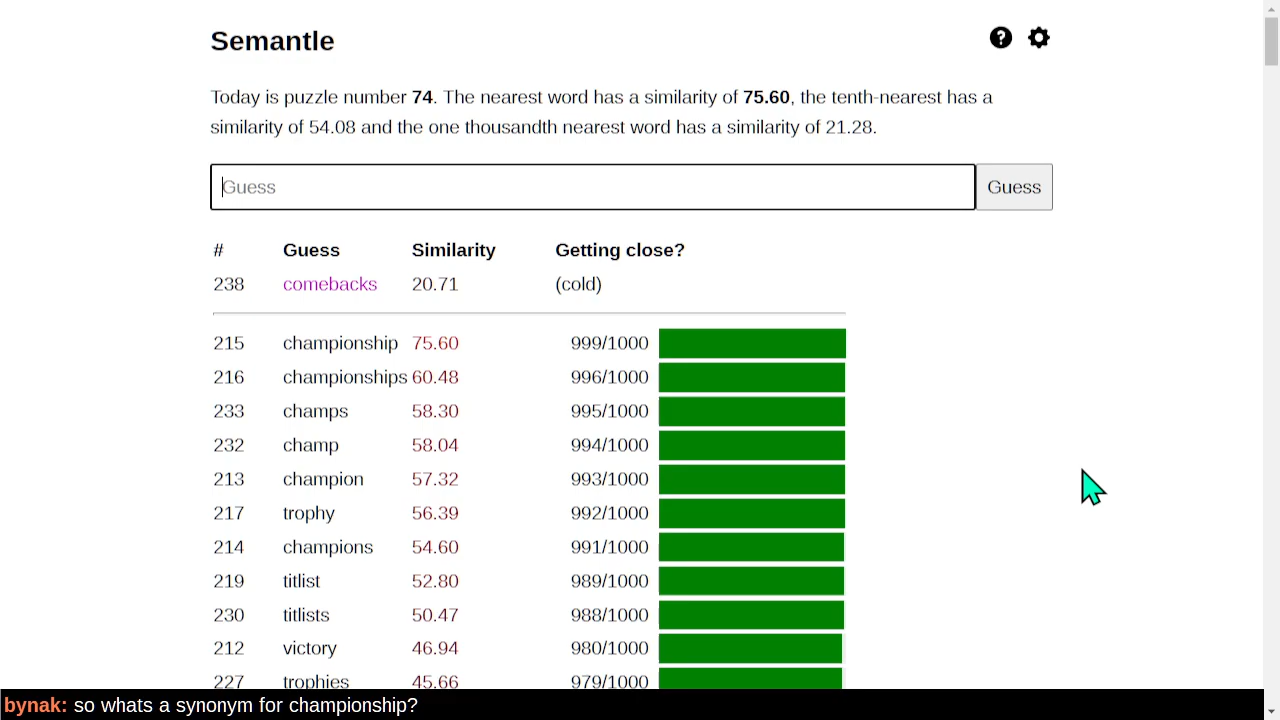 Semantle
Today is puzzle number 74. The nearest word has a similarity of 75.60, the tenth-nearest has a
similarity of 54.08 and the one thousandth nearest word has a similarity of 21.28.
Guess Guess
# Guess Similarity Getting close?
238 comebacks 20.71 (cold)
215 championship 75.60 999/1000
216 championships 60.48 996/1000
233 champs 58.30 995/1000
232 champ 58.04 994/1000
213 champion 57.32 993/1000
217 trophy 56.39 992/1000
214 champions 54.60 991/1000
219 titlist 52.80 989/1000
230 titlists 50.47 988/1000
212 victory 46.94 980/1000
227 trophies 45.66 979/1000
bynak: so whats a synonym for championship?